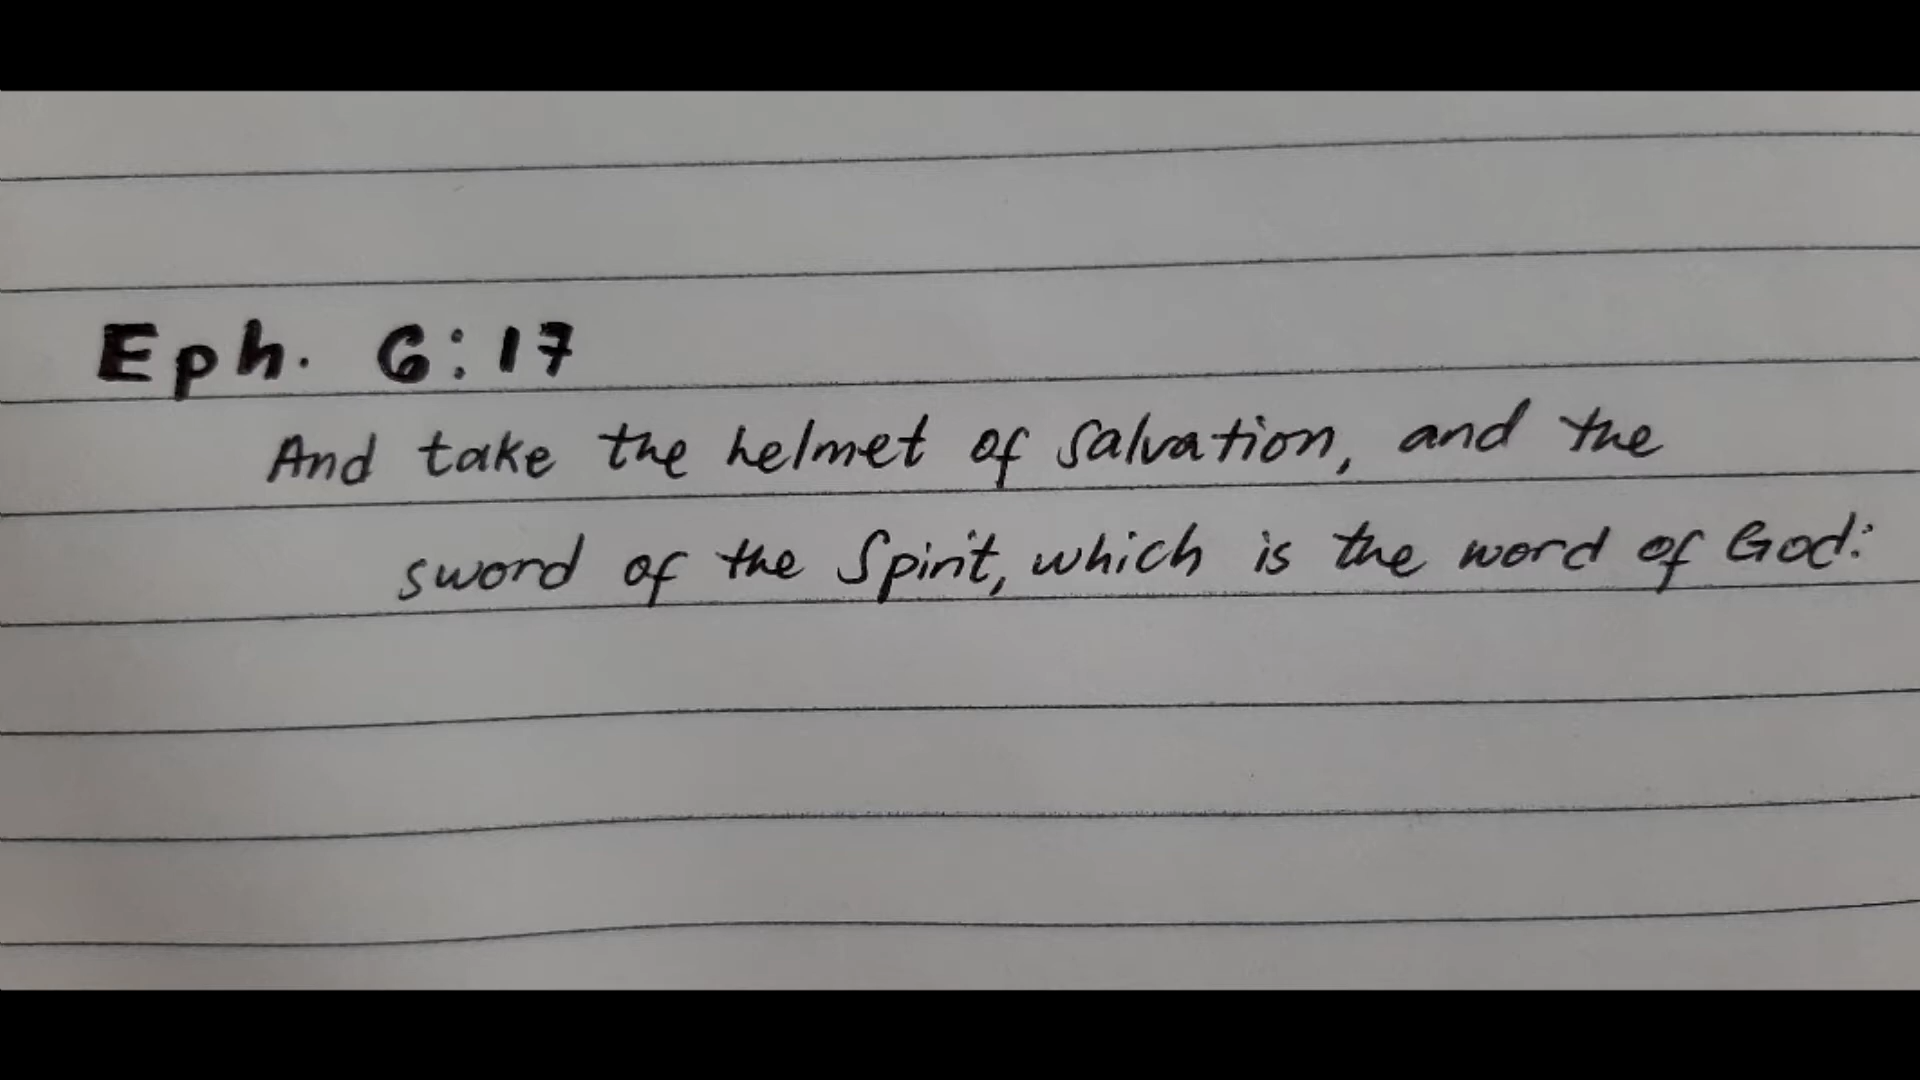 Eph. 6:17
And take the helmet of salvation, and the
sword of the Spirit, which is the word of God: